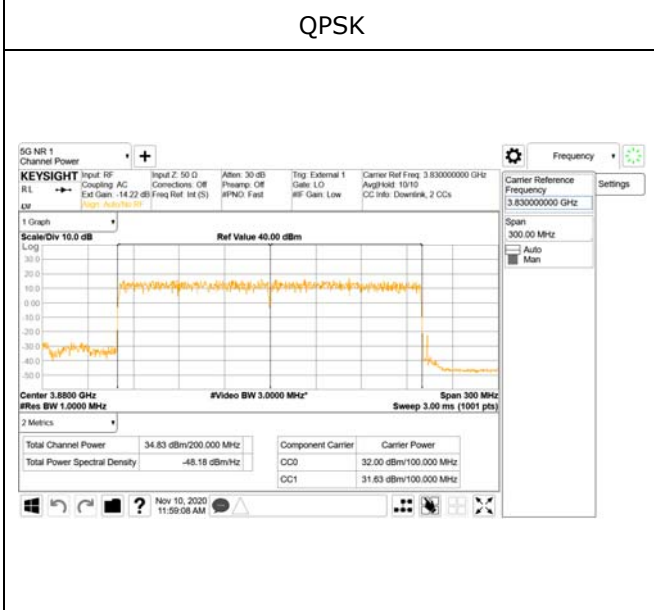 QPSK
5G NR 1
Channel Power
+
Frequency
KEYSIGHT
RL
Input: RF
Coupling: AC
Ext Gain: -14.22 dB
Align: Auto/No RF
Input Z: 50 Ω
Corrections: Off
Freq Ref: Int (S)
Atten: 30 dB
Preamp: Off
#PNO: Fast
Trig: External 1
Gate: LO
#IF Gain: Low
Carrier Ref Freq: 3.830000000 GHz
Avg|Hold: 10/10
CC Info: Downlink, 2 CCs
Carrier Reference
Frequency
3.830000000 GHz
Settings
Span
300.00 MHz
Auto
Man
1 Graph
Scale/Div 10.0 dB
Ref Value 40.00 dBm
Log
30.0
20.0
10.0
0.00
-10.0
-20.0
-30.0
-40.0
-50.0
Center 3.8800 GHz
#Video BW 3.0000 MHz*
Span 300 MHz
#Res BW 1.0000 MHz
Sweep 3.00 ms (1001 pts)
2 Metrics
Total Channel Power 34.83 dBm/200.000 MHz
Total Power Spectral Density -48.18 dBm/Hz
Component Carrier Carrier Power
CC0 32.00 dBm/100.000 MHz
CC1 31.63 dBm/100.000 MHz
?
Nov 10, 2020
11:59:08 AM